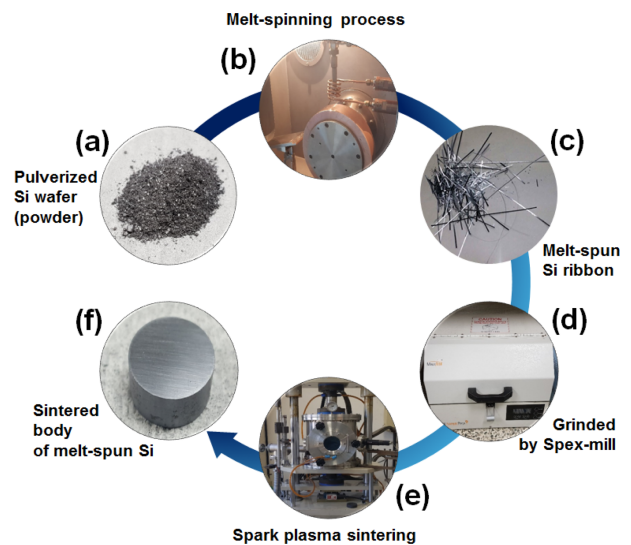 Melt-spinning process
(b)
(a)
Pulverized
Si wafer
(powder)
(c)
Melt-spun
Si ribbon
(d)
Grinded
by Spex-mill
(e)
Spark plasma sintering
(f)
Sintered
body
of melt-spun Si